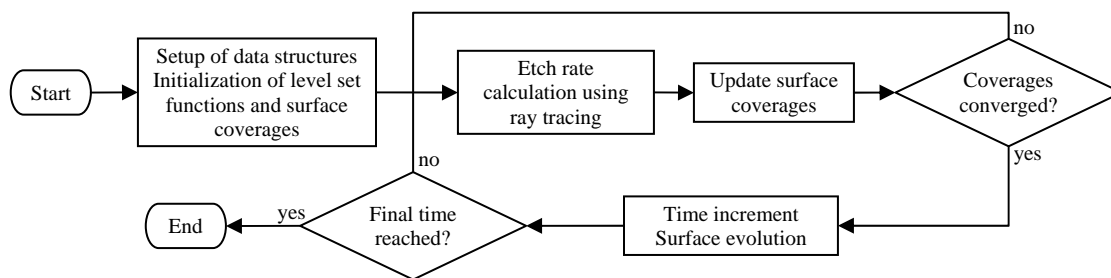 Start
Setup of data structures
Initialization of level set
functions and surface
coverages
Etch rate
calculation using
ray tracing
Update surface
coverages
Coverages
converged?
no
yes
Time increment
Surface evolution
Final time
reached?
no
yes
End